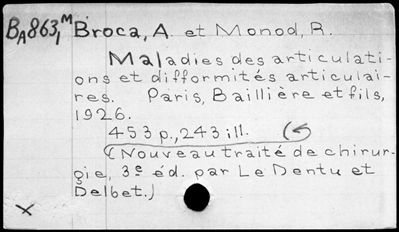 BA863,M Broca, A. et Monod, R.
1
Maladies des articulati-
ons et difformités articulai-
res. Paris, Baillière et fils,
1926.
453 p., 243 ill.
(Nouveau traité de chirur-
gie, 3e éd. par Le Dentu et
Delbet.)
X